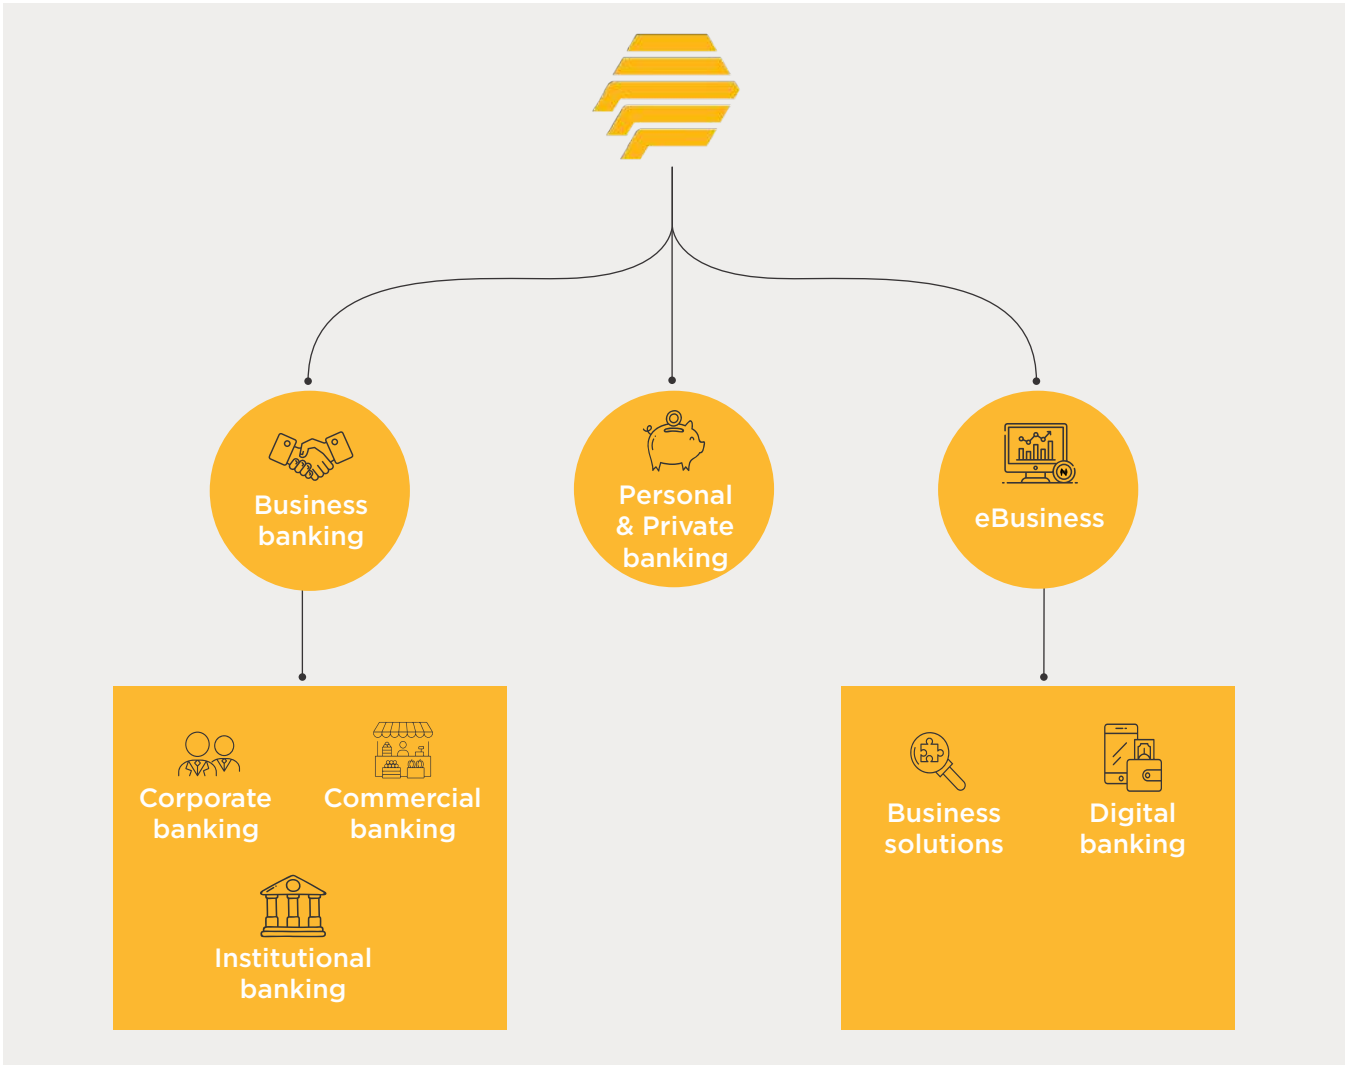 Business
banking
Personal
& Private
banking
eBusiness
Corporate
banking
Commercial
banking
Institutional
banking
Business
solutions
Digital
banking